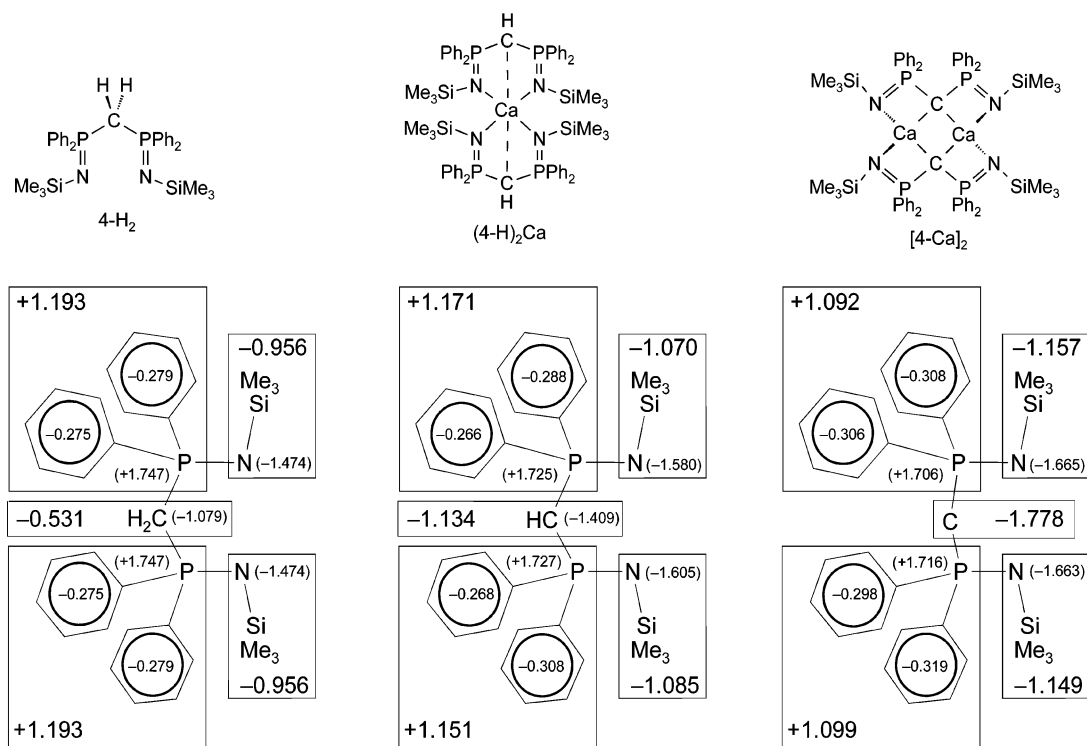 H H
C
Ph₂P PPh₂
N N
Me₃Si SiMe₃
4-H₂
H
C
Ph₂P PPh₂
Me₃Si N N SiMe₃
Ca
Me₃Si N N SiMe₃
Ph₂P PPh₂
C
H
(4-H)₂Ca
Ph₂ Ph₂
Me₃Si P P SiMe₃
N C N
Ca Ca
N C N
Me₃Si P P SiMe₃
Ph₂ Ph₂
[4-Ca]₂
+1.193
−0.279
−0.275
−0.956
Me₃
Si
P N (−1.474)
(+1.747)
−0.531 H₂C (−1.079)
(+1.747)
P N (−1.474)
−0.275
−0.279
Si
Me₃
−0.956
+1.193
+1.171
−0.288
−0.266
−1.070
Me₃
Si
P N (−1.580)
(+1.725)
−1.134 HC (−1.409)
(+1.727)
P N (−1.605)
−0.268
−0.308
Si
Me₃
−1.085
+1.151
+1.092
−0.308
−0.306
−1.157
Me₃
Si
P N (−1.665)
(+1.706)
C −1.778
(+1.716)
P N (−1.663)
−0.298
−0.319
Si
Me₃
−1.149
+1.099